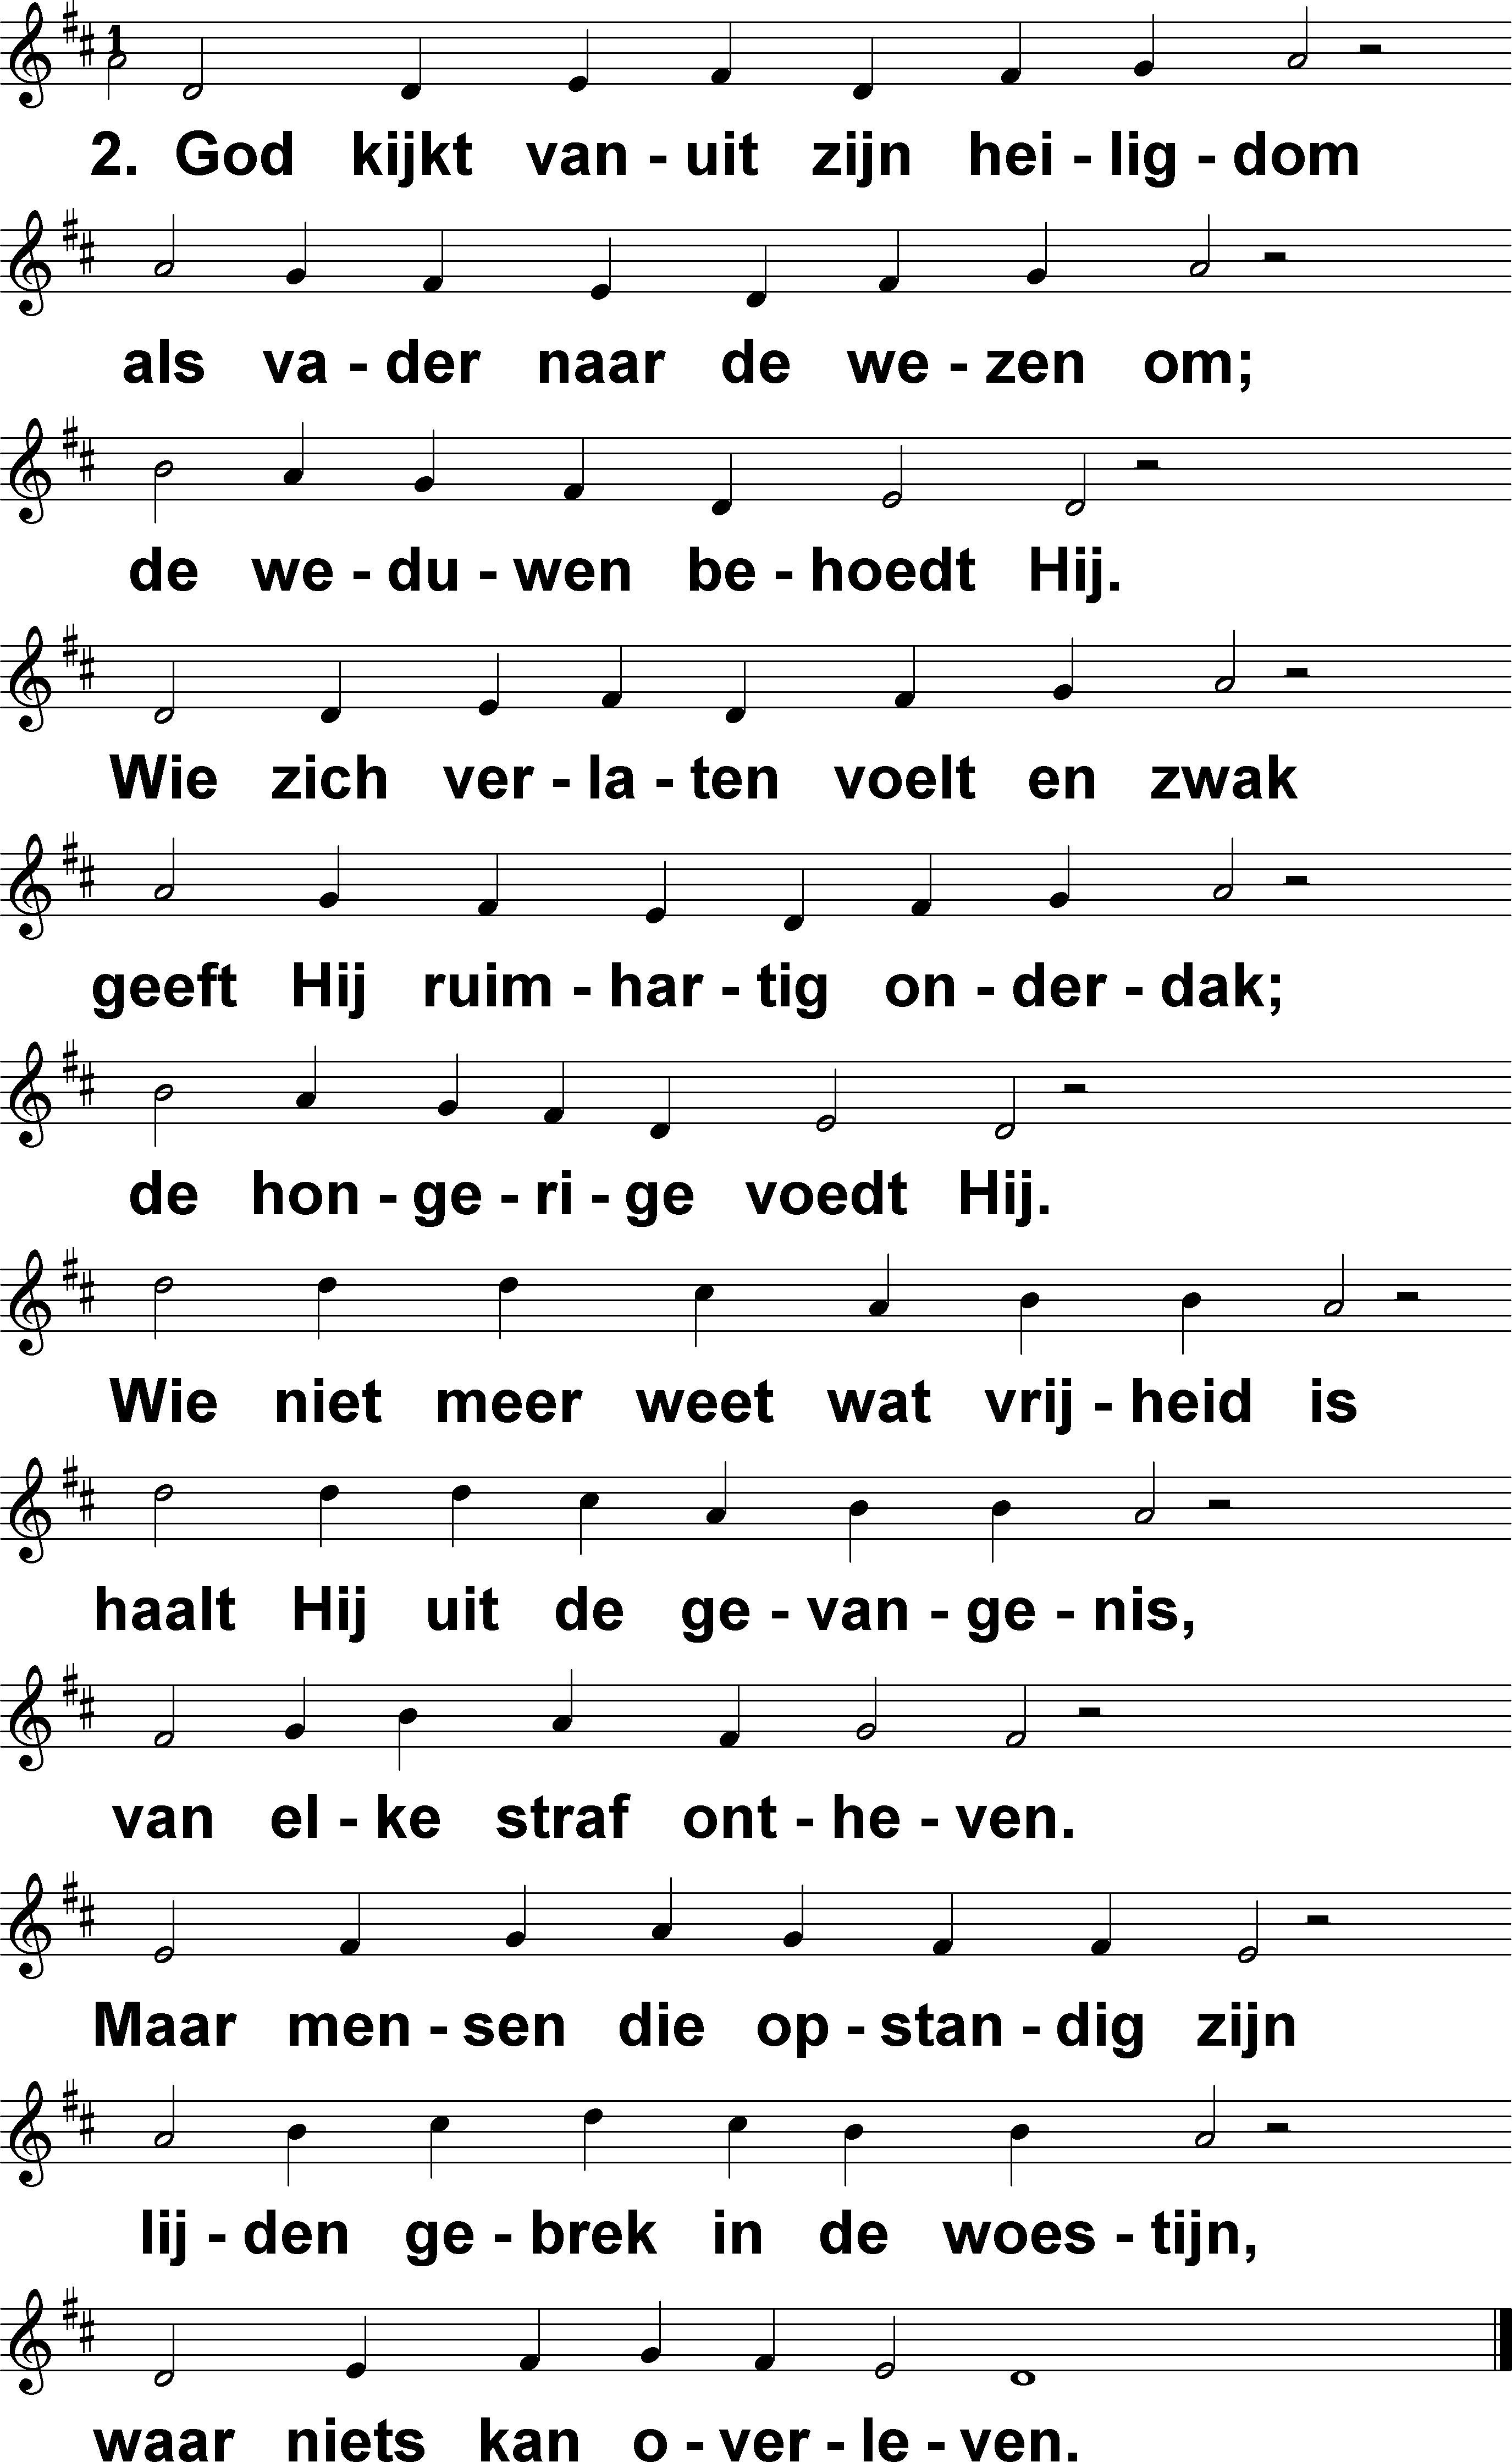 1
2. God kijkt van - uit zijn hei - lig - dom
als va - der naar de we - zen om;
de we - du - wen be - hoedt Hij.
Wie zich ver - la - ten voelt en zwak
geeft Hij ruim - har - tig on - der - dak;
de hon - ge - ri - ge voedt Hij.
Wie niet meer weet wat vrij - heid is
haalt Hij uit de ge - van - ge - nis,
van el - ke straf ont - he - ven.
Maar men - sen die op - stan - dig zijn
lij - den ge - brek in de woes - tijn,
waar niets kan o - ver - le - ven.